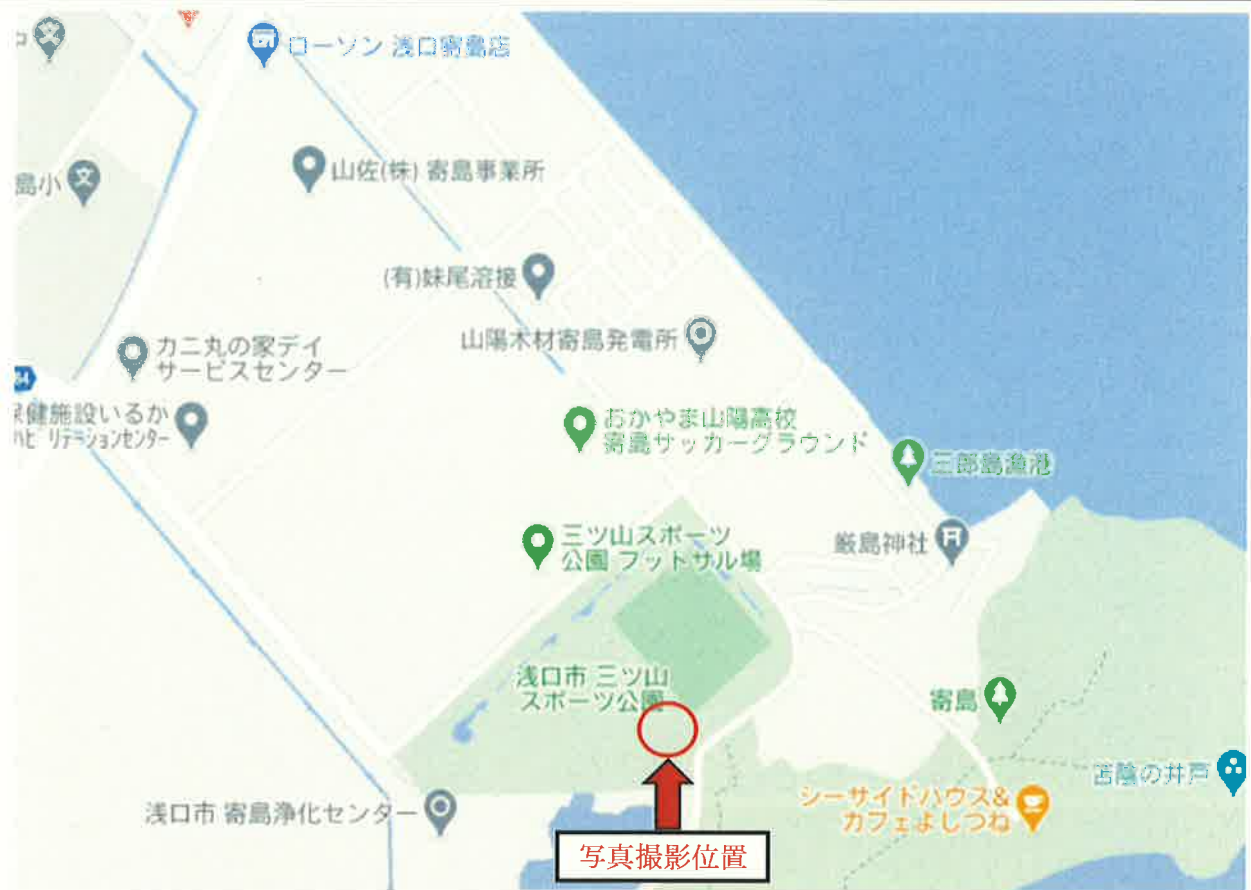 ローソン 浅口寄島店
山佐(株) 寄島事業所
島小
(有)妹尾溶接
山陽木材寄島発電所
カニ丸の家デイ
サービスセンター
保健施設いるか
ハビリテーションセンター
おかやま山陽高校
寄島サッカーグラウンド
三郎島漁港
三ツ山スポーツ
公園 フットサル場
厳島神社
浅口市 三ツ山
スポーツ公園
寄島
苫陰の井戸
シーサイドハウス&
カフェよしつね
浅口市 寄島浄化センター
写真撮影位置